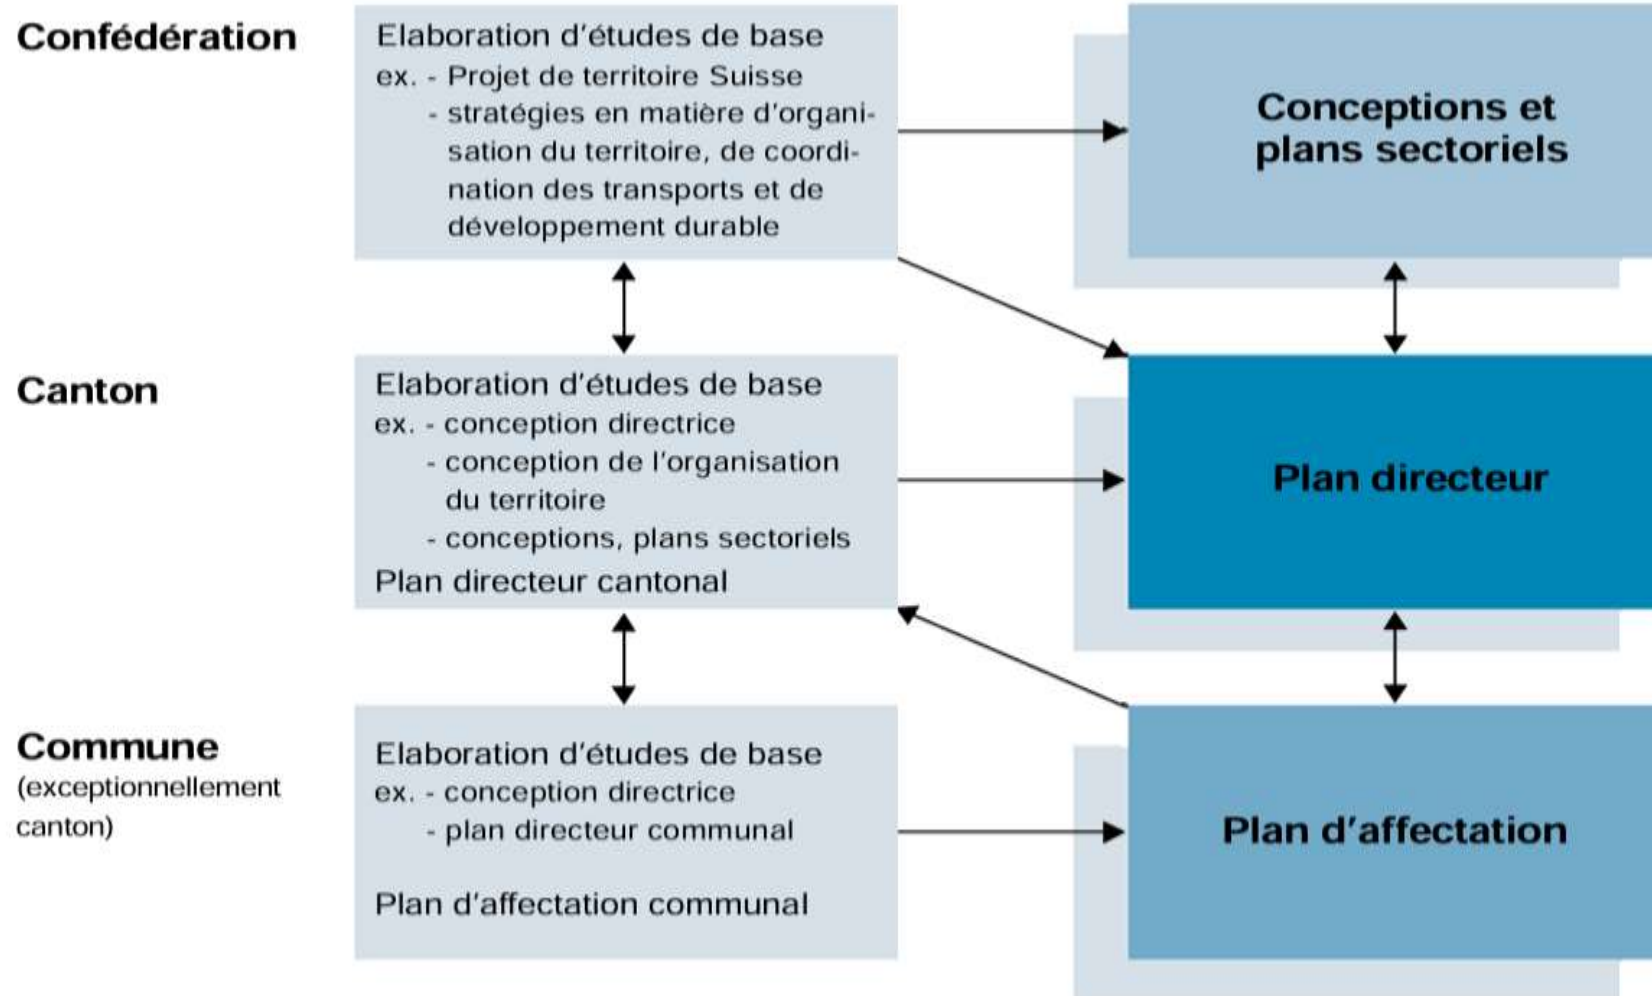 Confédération
Elaboration d'études de base
ex. - Projet de territoire Suisse
- stratégies en matière d'organi-
sation du territoire, de coordi-
nation des transports et de
développement durable
Conceptions et
plans sectoriels
Canton
Elaboration d'études de base
ex. - conception directrice
- conception de l'organisation
du territoire
- conceptions, plans sectoriels
Plan directeur cantonal
Plan directeur
Commune
(exceptionnellement
canton)
Elaboration d'études de base
ex. - conception directrice
- plan directeur communal
Plan d'affectation communal
Plan d'affectation